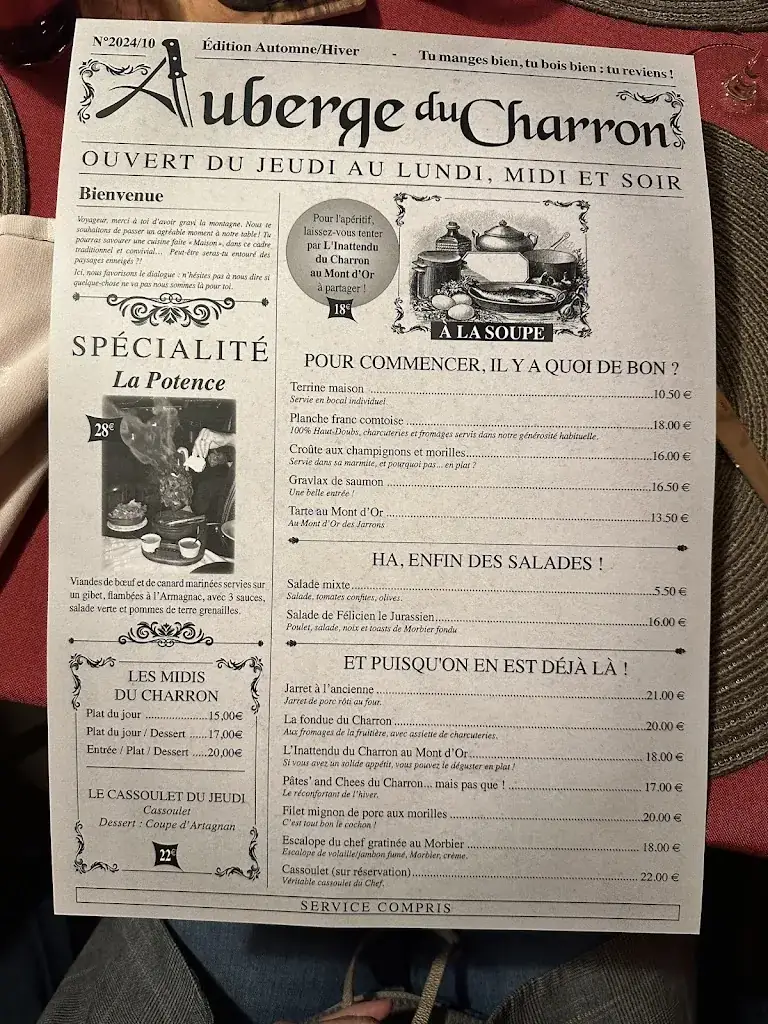 N°2024/10 Édition Automne/Hiver - Tu manges bien, tu bois bien : tu reviens !
Auberge du Charron
OUVERT DU JEUDI AU LUNDI, MIDI ET SOIR
Bienvenue
Voyageur, merci à toi d'avoir gravi la montagne. Nous te
souhaitons de passer un agréable moment à notre table ! Tu
pourras savourer une cuisine faite « Maison », dans ce cadre
traditionnel et convivial... Peut-être seras-tu entouré des
paysages enneigés ?!
Ici, nous favorisons le dialogue : n'hésites pas à nous dire si
quelque-chose ne va pas nous sommes là pour toi.
SPÉCIALITÉ
La Potence
28€
Viandes de bœuf et de canard marinées servies sur
un gibet, flambées à l'Armagnac, avec 3 sauces,
salade verte et pommes de terre grenailles.
LES MIDIS
DU CHARRON
Plat du jour ..................15,00€
Plat du jour / Dessert .....17,00€
Entrée / Plat / Dessert .....20,00€
LE CASSOULET DU JEUDI
Cassoulet
Dessert : Coupe d'Artagnan
22€
Pour l'apéritif,
laissez-vous tenter
par L'Inattendu
du Charron
au Mont d'Or
à partager !
18€
À LA SOUPE
POUR COMMENCER, IL Y A QUOI DE BON ?
Terrine maison ..........10.50 €
Servie en bocal individuel.
Planche franc comtoise ..........18.00 €
100% Haut-Doubs, charcuteries et fromages servis dans notre générosité habituelle.
Croûte aux champignons et morilles..........16.00 €
Servie dans sa marmite, et pourquoi pas... en plat ?
Gravlax de saumon ..........16.50 €
Une belle entrée !
Tarte au Mont d'Or ..........13.50 €
Au Mont d'Or des Jarrons
HA, ENFIN DES SALADES !
Salade mixte..........5.50 €
Salade, tomates confites, olives.
Salade de Félicien le Jurassien..........16.00 €
Poulet, salade, noix et toasts de Morbier fondu
ET PUISQU'ON EN EST DÉJÀ LÀ !
Jarret à l'ancienne ..........21.00 €
Jarret de porc rôti au four.
La fondue du Charron ..........20.00 €
Aux fromages de la fruitière, avec assiette de charcuteries.
L'Inattendu du Charron au Mont d'Or.......... 18.00 €
Si vous avez un solide appétit, vous pouvez le déguster en plat !
Pâtes' and Chees du Charron... mais pas que ! ..........17.00 €
Le réconfortant de l'hiver.
Filet mignon de porc aux morilles ..........20.00 €
C'est tout bon le cochon !
Escalope du chef gratinée au Morbier .......... 18.00 €
Escalope de volaille/jambon fumé, Morbier, crème.
Cassoulet (sur réservation)..........22.00 €
Véritable cassoulet du Chef.
SERVICE COMPRIS